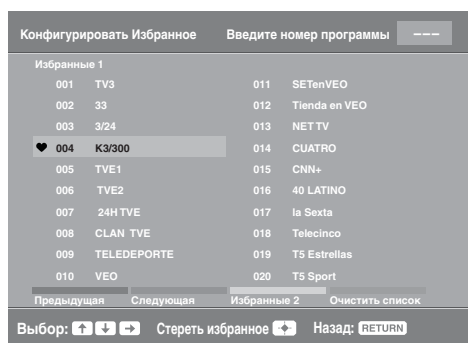 Конфигурировать Избранное Введите номер программы ---
Избранные 1
001 TV3 011 SETenVEO
002 33 012 Tienda en VEO
003 3/24 013 NET TV
004 K3/300 014 CUATRO
005 TVE1 015 CNN+
006 TVE2 016 40 LATINO
007 24H TVE 017 la Sexta
008 CLAN TVE 018 Telecinco
009 TELEDEPORTE 019 T5 Estrellas
010 VEO 020 T5 Sport
Предыдущая Следующая Избранные 2 Очистить список
Выбор: ↑ ↓ → Стереть избранное Назад: RETURN